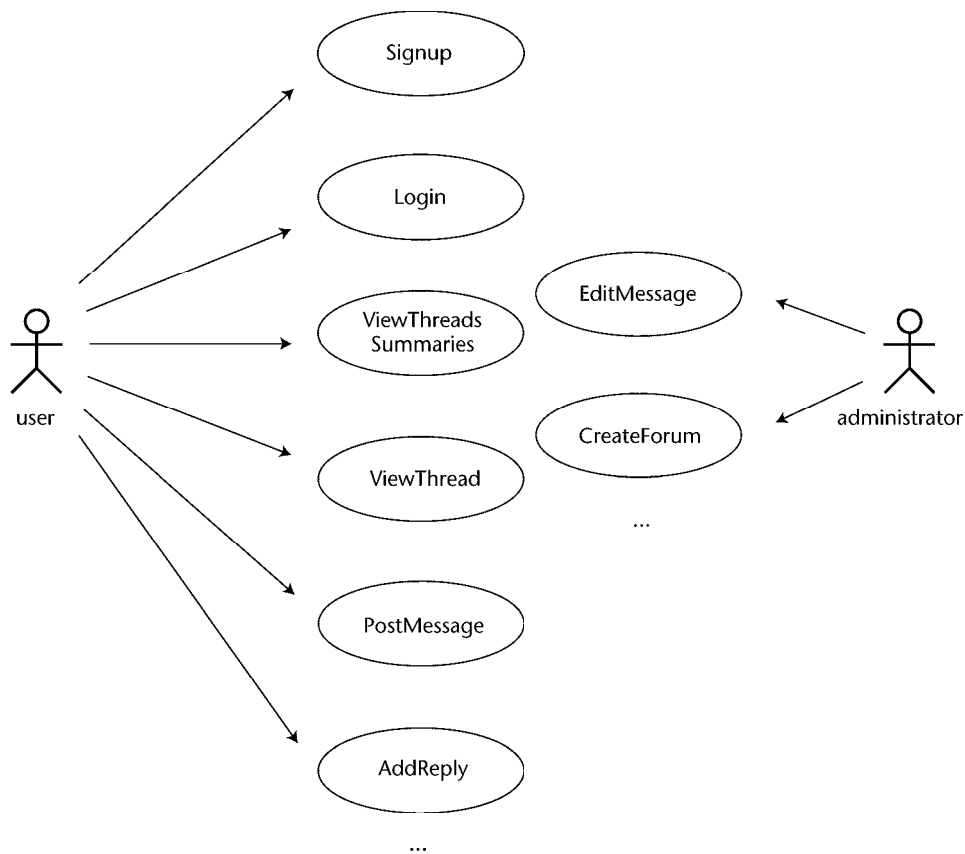 Signup
Login
ViewThreads
Summaries
ViewThread
PostMessage
AddReply
...
user
EditMessage
CreateForum
...
administrator